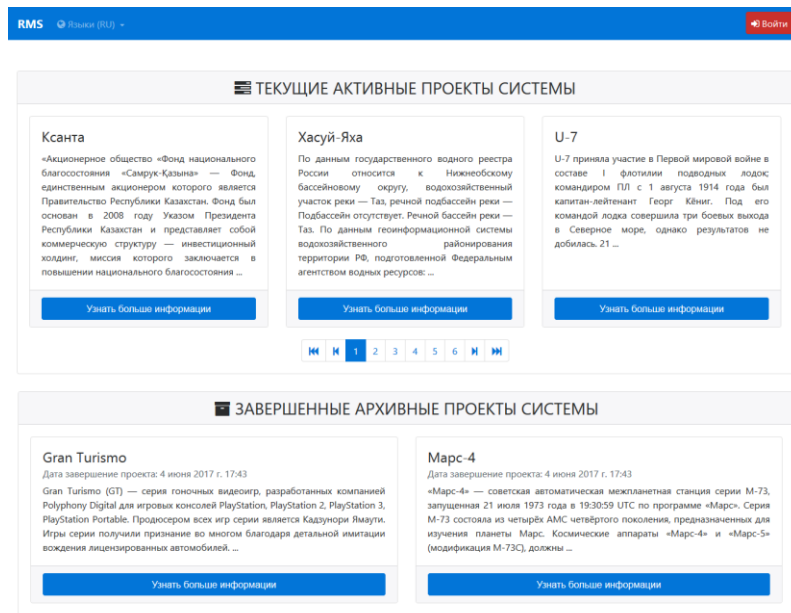 RMS Языки (RU)
Войти
ТЕКУЩИЕ АКТИВНЫЕ ПРОЕКТЫ СИСТЕМЫ
Ксанта
«Акционерное общество «Фонд национального
благосостояния «Самрук-Қазына» — Фонд,
единственным акционером которого является
Правительство Республики Казахстан. Фонд был
основан в 2008 году Указом Президента
Республики Казахстан и представляет собой
коммерческую структуру — инвестиционный
холдинг, миссия которого заключается в
повышении национального благосостояния ...
Узнать больше информации
Хасуй-Яха
По данным государственного водного реестра
России относится к Нижнеобскому
бассейновому округу, водохозяйственный
участок реки — Таз, речной подбассейн реки —
Подбассейн отсутствует. Речной бассейн реки —
Таз. По данным геоинформационной системы
водохозяйственного районирования
территории РФ, подготовленной Федеральным
агентством водных ресурсов: ...
Узнать больше информации
U-7
U-7 приняла участие в Первой мировой войне в
составе I флотилии подводных лодок;
командиром ПЛ с 1 августа 1914 года был
капитан-лейтенант Георг Кёниг. Под его
командой лодка совершила три боевых выхода
в Северное море, однако результатов не
добилась. 21 ...
Узнать больше информации
1 2 3 4 5 6
ЗАВЕРШЕННЫЕ АРХИВНЫЕ ПРОЕКТЫ СИСТЕМЫ
Gran Turismo
Дата завершение проекта: 4 июня 2017 г. 17:43
Gran Turismo (GT) — серия гоночных видеоигр, разработанных компанией
Polyphony Digital для игровых консолей PlayStation, PlayStation 2, PlayStation 3,
PlayStation Portable. Продюсером всех игр серии является Кадзунори Ямаути.
Игры серии получили признание во многом благодаря детальной имитации
вождения лицензированных автомобилей. ...
Узнать больше информации
Марс-4
Дата завершение проекта: 4 июня 2017 г. 17:43
«Марс-4» — советская автоматическая межпланетная станция серии М-73,
запущенная 21 июля 1973 года в 19:30:59 UTC по программе «Марс». Серия
М-73 состояла из четырёх АМС четвёртого поколения, предназначенных для
изучения планеты Марс. Космические аппараты «Марс-4» и «Марс-5»
(модификация М-73С), должны ...
Узнать больше информации